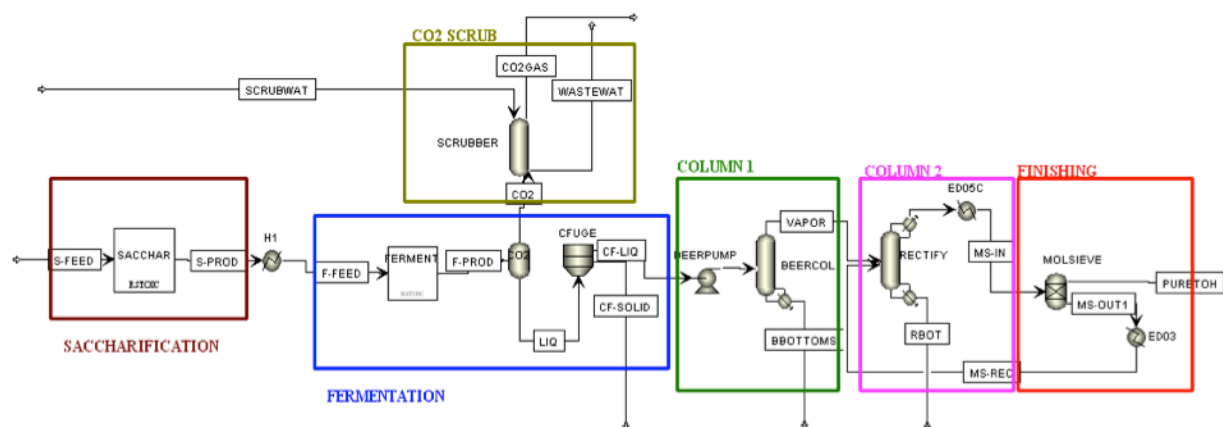 CO2 SCRUB
CO2GAS
SCRUBWAT
WASTEWAT
SCRUBBER
CO2
COLUMN 1
COLUMN 2
FINISHING
ED05C
VAPOR
H1
CFUGE
CF-LIQ
MS-IN
S-FEED
SACCHAR
S-PROD
F-FEED
FERMENT
F-PROD
CO2
BEERCOL
RECTIFY
MOLSIEVE
PURETOH
MS-OUT1
CF-SOLID
LIQ
BBOTTOMS
RBOT
ED03
MS-REC
SACCHARIFICATION
FERMENTATION